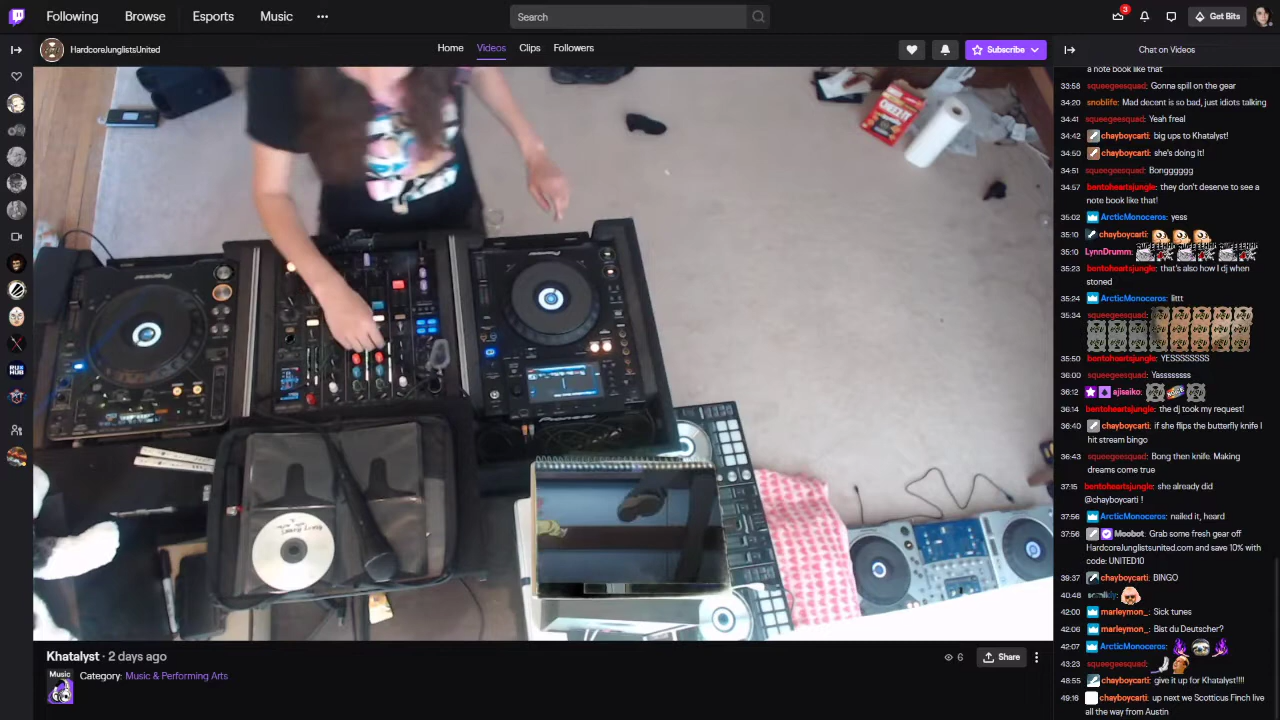 Following
Browse
Esports
Music
Search
3
Get Bits
HardcoreJunglistsUnited
Home
Videos
Clips
Followers
Subscribe
Chat on Videos
a note book like that
33:58 squeegeesquad: Gonna spill on the gear
34:20 snoblife: Mad decent is so bad, just idiots talking
34:41 squeegeesquad: Yeah freal
34:42 chayboycarti: big ups to Khatalyst!
34:50 chayboycarti: she's doing it!
34:51 squeegeesquad: Bongggggg
34:57 bentoheartsjungle: they don't deserve to see a
note book like that!
35:02 ArcticMonoceros: yess
35:10 chayboycarti:
35:10 LynnDrumm:
35:23 bentoheartsjungle: that's also how I dj when
stoned
35:24 ArcticMonoceros: littt
35:34 squeegeesquad:
35:50 bentoheartsjungle: YESSSSSSSS
36:00 squeegeesquad: Yasssssss
36:12 ajisaiko:
36:14 bentoheartsjungle: the dj took my request!
36:40 chayboycarti: if she flips the butterfly knife I
hit stream bingo
36:43 squeegeesquad: Bong then knife. Making
dreams come true
37:15 bentoheartsjungle: she already did
@chayboycarti !
37:56 ArcticMonoceros: nailed it, heard
37:56 Moobot: Grab some fresh gear off
HardcoreJunglistsunited.com and save 10% with
code: UNITED10
39:37 chayboycarti: BINGO
40:48
42:00 marleymon_: Sick tunes
42:06 marleymon_: Bist du Deutscher?
42:07 ArcticMonoceros:
43:23 squeegeesquad:
48:55 chayboycarti: give it up for Khatalyst!!!!
49:16 chayboycarti: up next we Scotticus Finch live
all the way from Austin
CHEEZ-IT
Pioneer
Khatalyst · 2 days ago
6
Share
Music
Category: Music & Performing Arts